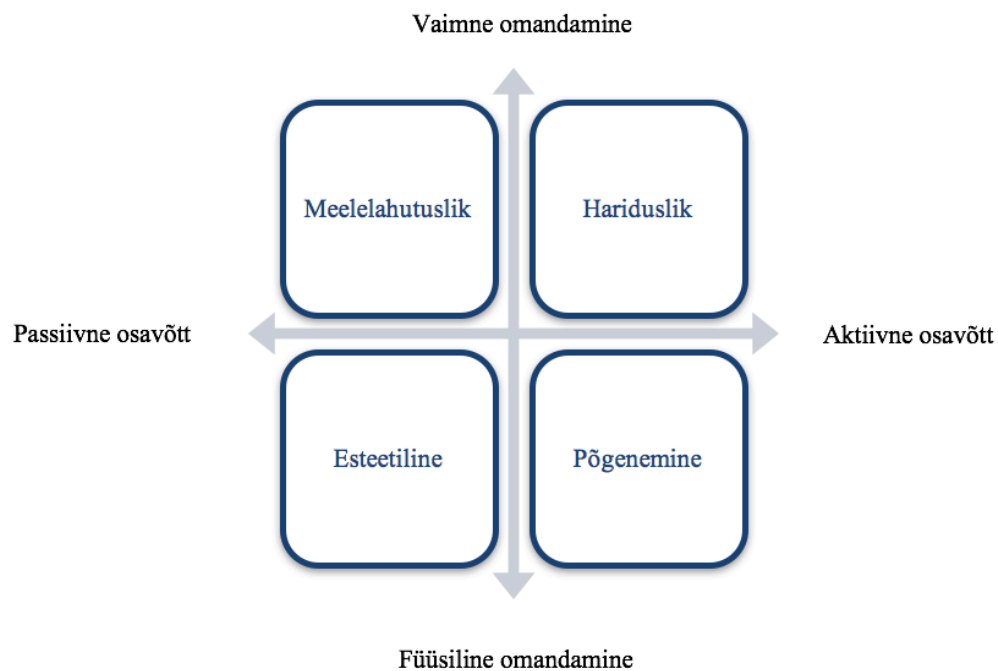 Vaimne omandamine
Meelelahutuslik
Hariduslik
Passiivne osavõtt
Aktiivne osavõtt
Esteetiline
Põgenemine
Füüsiline omandamine